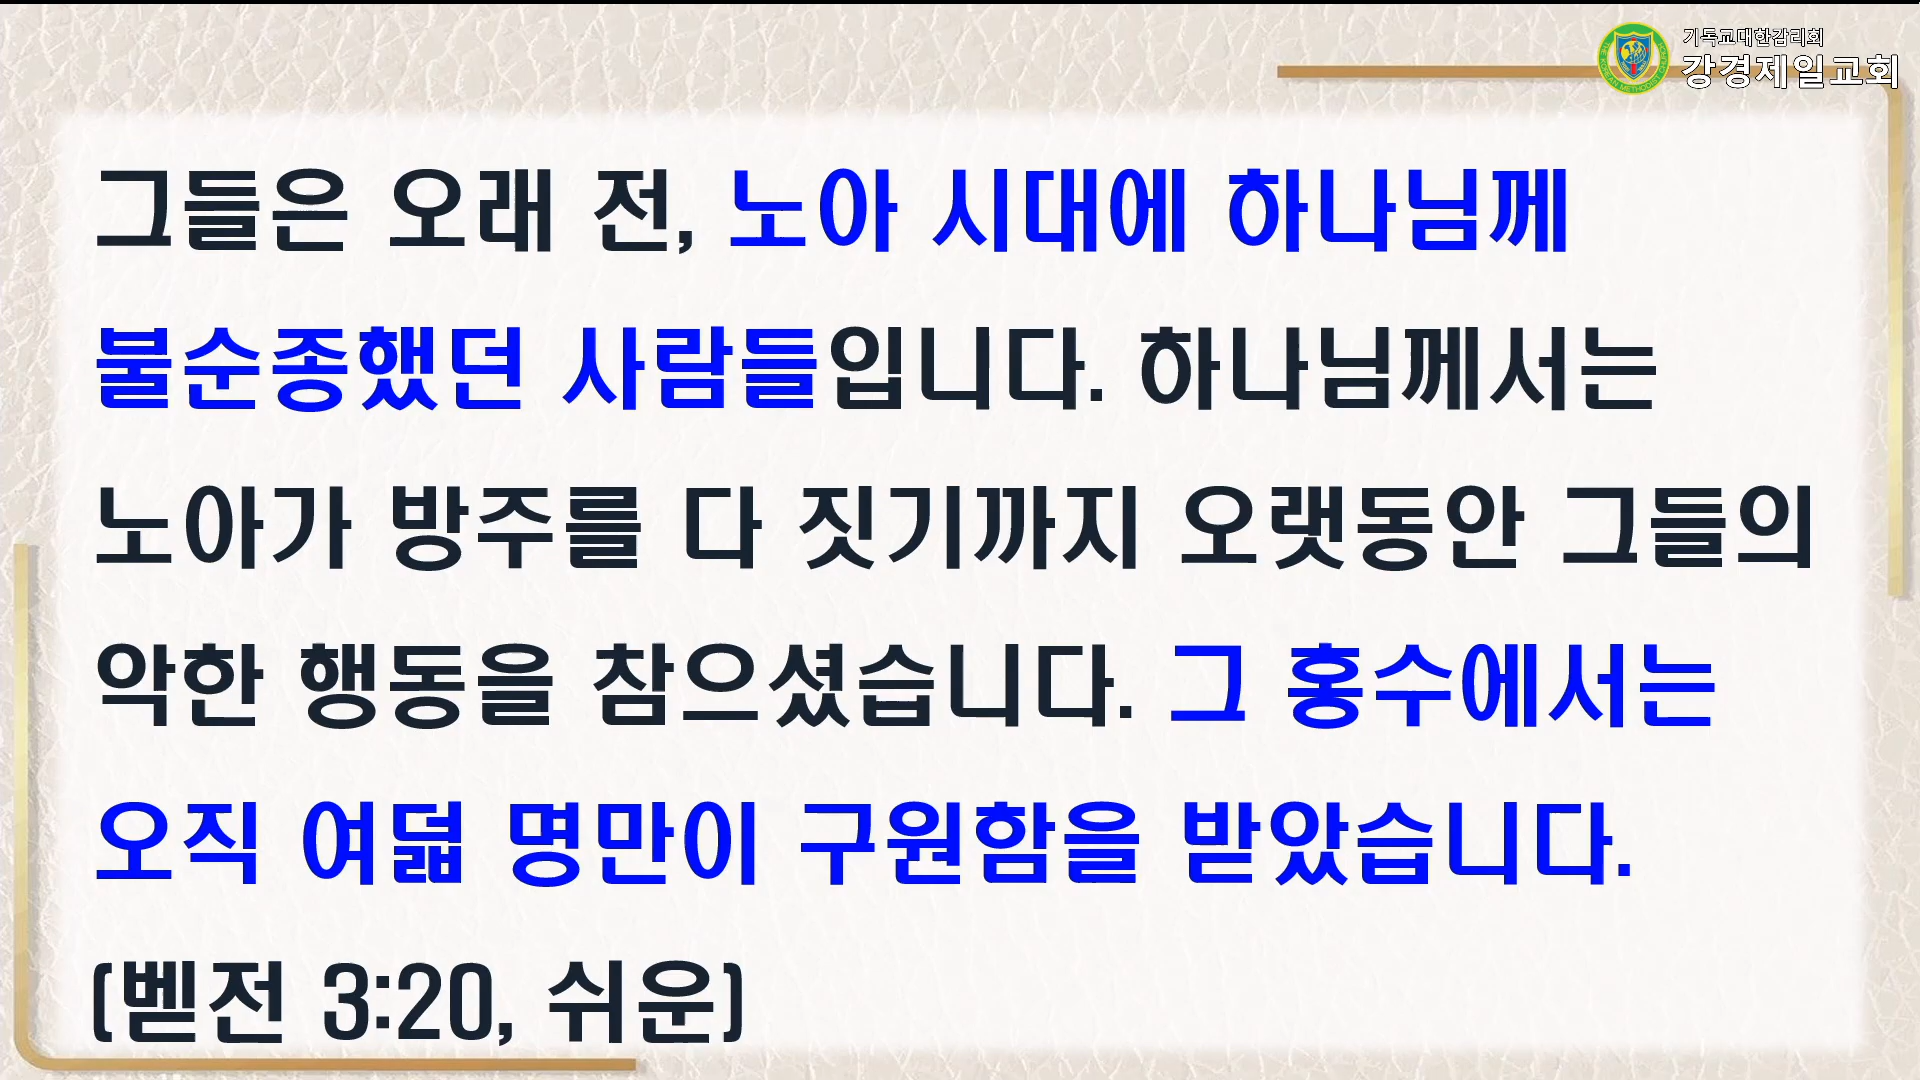 기독교대한감리회
강경제일교회
그들은 오래 전, 노아 시대에 하나님께
불순종했던 사람들입니다. 하나님께서는
노아가 방주를 다 짓기까지 오랫동안 그들의
악한 행동을 참으셨습니다. 그 홍수에서는
오직 여덟 명만이 구원함을 받았습니다.
(벧전 3:20, 쉬운)